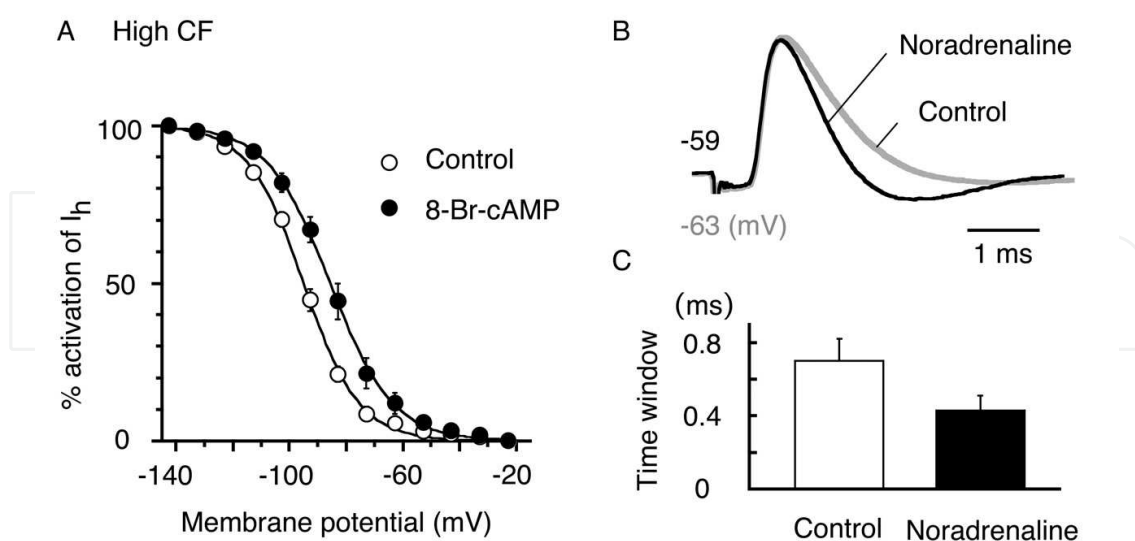 A High CF
100
50
0
% activation of Ih
-140 -100 -60 -20
Membrane potential (mV)
Control
8-Br-cAMP
B
Noradrenaline
Control
-59
-63 (mV)
1 ms
C
(ms)
0.8
0.4
0
Time window
Control Noradrenaline